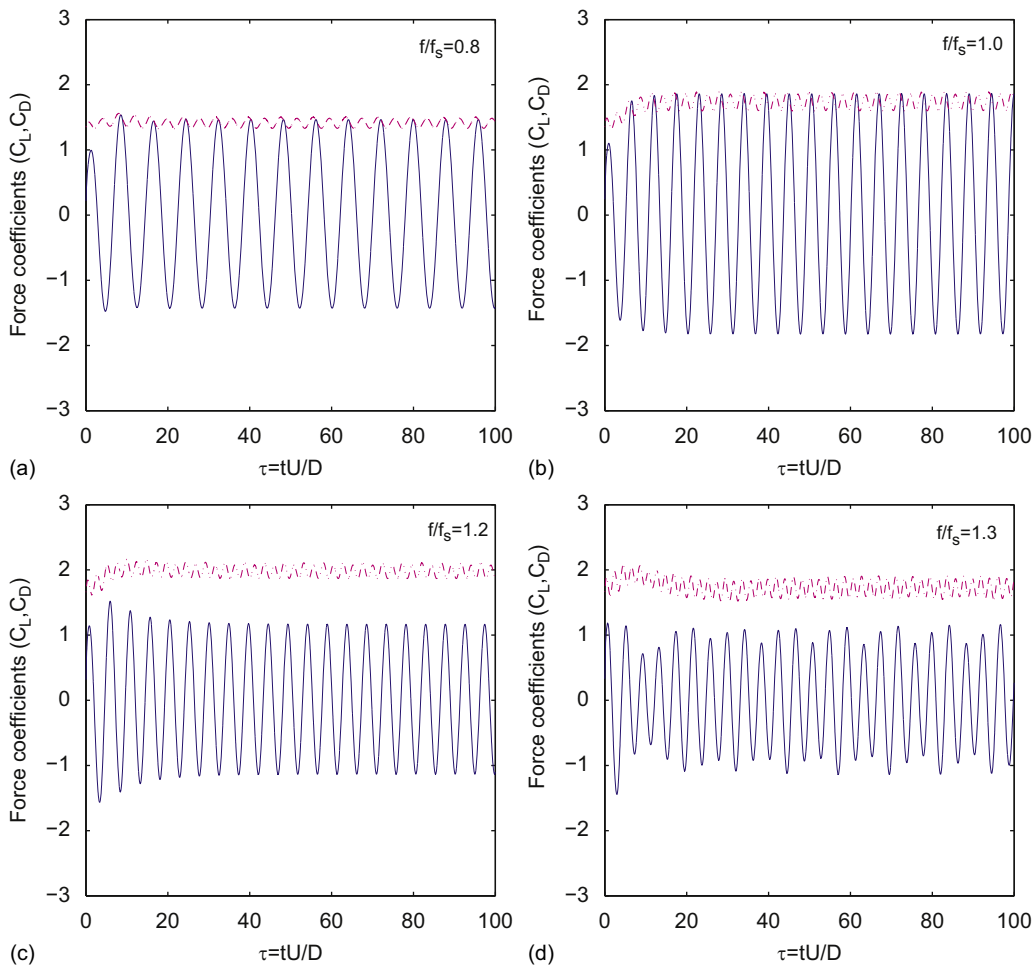 3
2
1
0
−1
−2
−3
Force coefficients (C_L,C_D)
f/f_s=0.8
0 20 40 60 80 100
(a)
τ=tU/D
3
2
1
0
−1
−2
−3
Force coefficients (C_L,C_D)
f/f_s=1.0
0 20 40 60 80 100
(b)
τ=tU/D
3
2
1
0
−1
−2
−3
Force coefficients (C_L,C_D)
f/f_s=1.2
0 20 40 60 80 100
(c)
τ=tU/D
3
2
1
0
−1
−2
−3
Force coefficients (C_L,C_D)
f/f_s=1.3
0 20 40 60 80 100
(d)
τ=tU/D